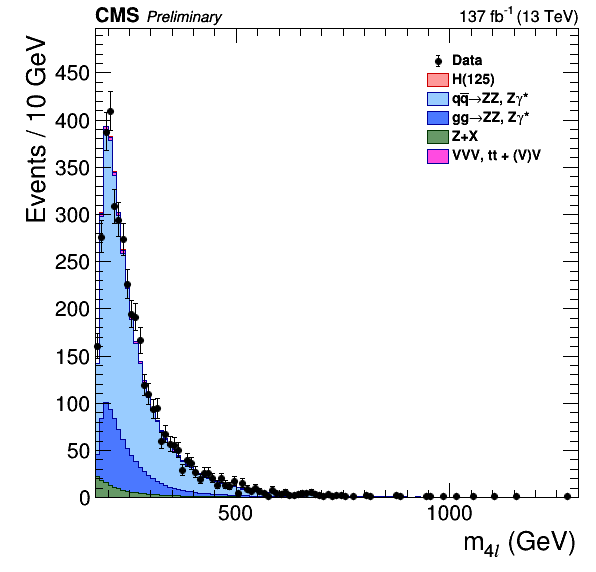 CMS Preliminary 137 fb⁻¹ (13 TeV)
Events / 10 GeV
450
400
350
300
250
200
150
100
50
0
Data
H(125)
qq̅→ZZ, Zγ*
gg→ZZ, Zγ*
Z+X
VVV, tt + (V)V
500 1000
m4l (GeV)